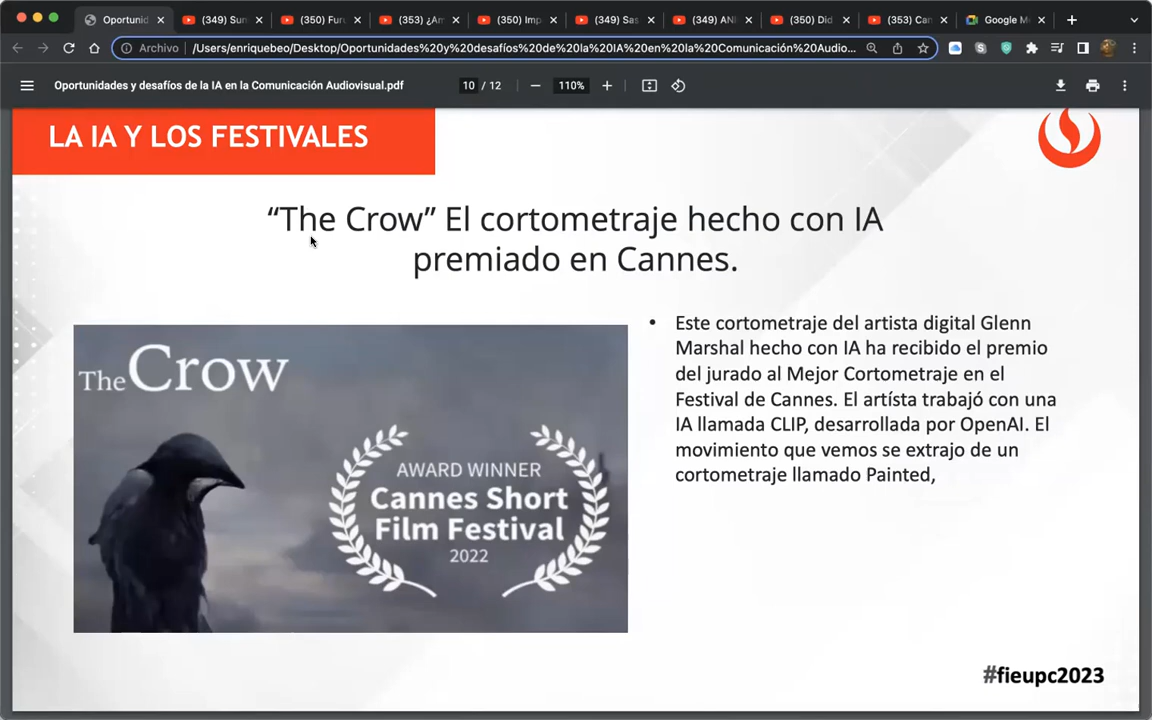 Oportunid
(349) Sun
(350) Furu
(353) ¿Ar
(350) Imp
(349) Sas
(349) ANI
(350) Did
(353) Can
Google Me
Archivo
/Users/enriquebeo/Desktop/Oportunidades%20y%20desafíos%20de%20la%20IA%20en%20la%20Comunicación%20Audio...
Oportunidades y desafíos de la IA en la Comunicación Audiovisual.pdf
10 / 12
110%
LA IA Y LOS FESTIVALES
“The Crow” El cortometraje hecho con IA
premiado en Cannes.
The Crow
AWARD WINNER
Cannes Short
Film Festival
2022
• Este cortometraje del artista digital Glenn
Marshal hecho con IA ha recibido el premio
del jurado al Mejor Cortometraje en el
Festival de Cannes. El artísta trabajó con una
IA llamada CLIP, desarrollada por OpenAI. El
movimiento que vemos se extrajo de un
cortometraje llamado Painted,
#fieupc2023